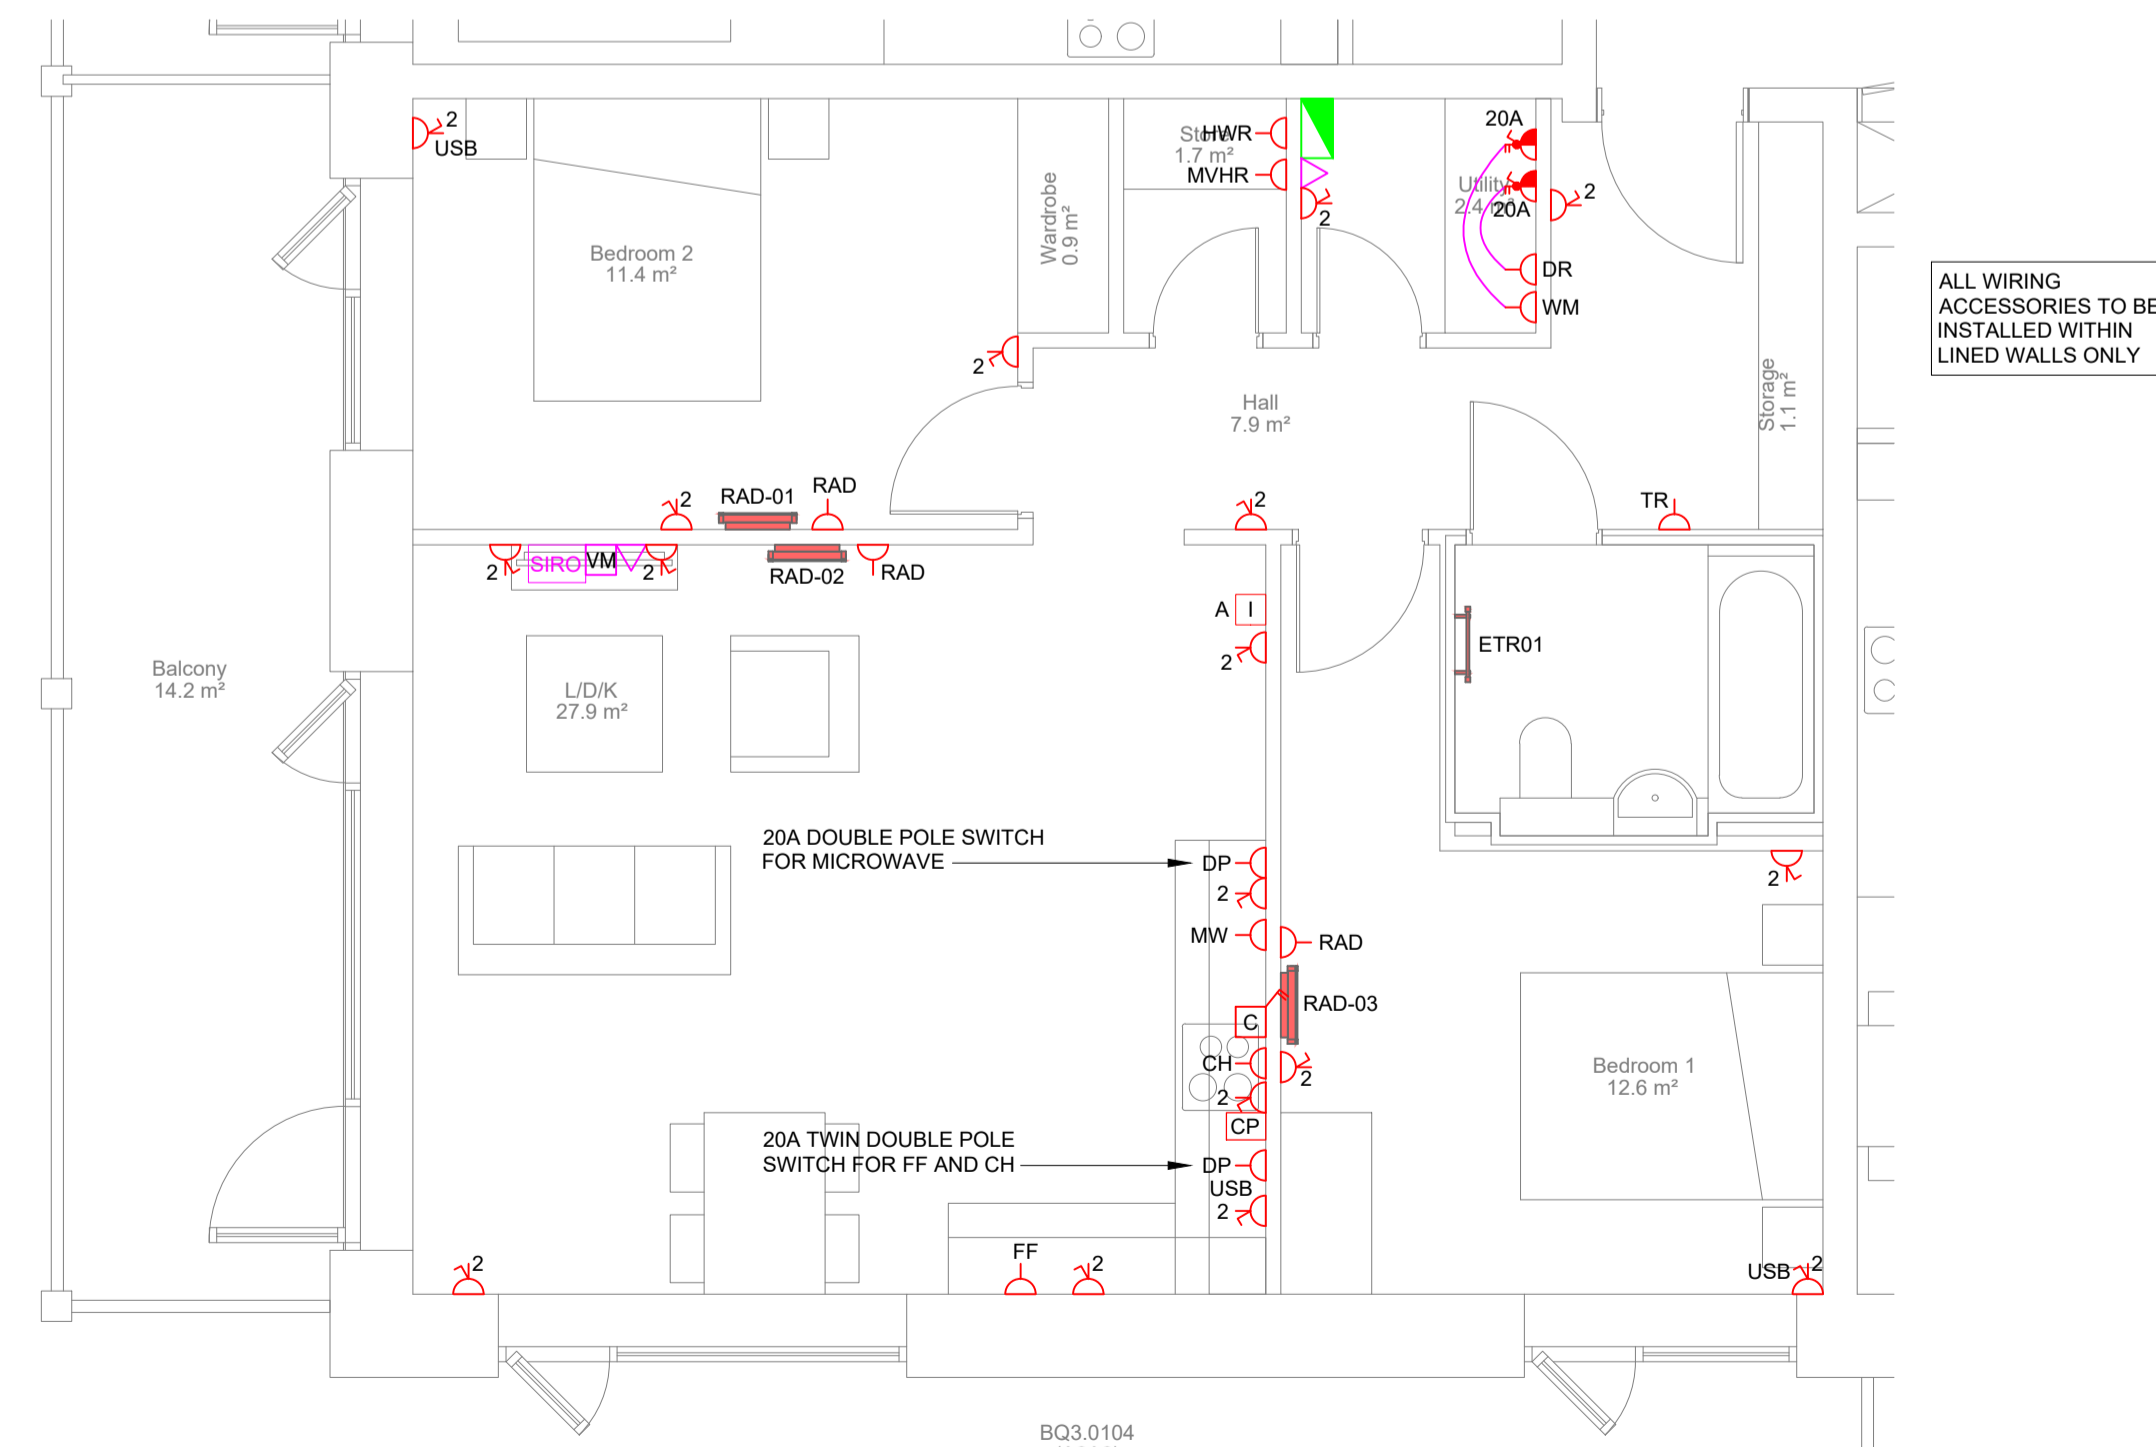 2
USB
Bedroom 2
11.4 m²
Wardrobe
0.9 m²
Store
1.7 m²
HWR
MVHR
2
20A
Utility
2.4 m²
20A
2
DR
WM
ALL WIRING
ACCESSORIES TO BE
INSTALLED WITHIN
LINED WALLS ONLY
2
Hall
7.9 m²
Storage
1.1 m²
2
RAD-01
RAD
2
TR
2
SIRO
VM
2
RAD-02
RAD
A
I
2
ETR01
Balcony
14.2 m²
L/D/K
27.9 m²
20A DOUBLE POLE SWITCH
FOR MICROWAVE
DP
2
2
MW
RAD
C
RAD-03
CH
2
2
CP
Bedroom 1
12.6 m²
20A TWIN DOUBLE POLE
SWITCH FOR FF AND CH
DP
USB
2
2
FF
2
USB
2
BQ3.0104